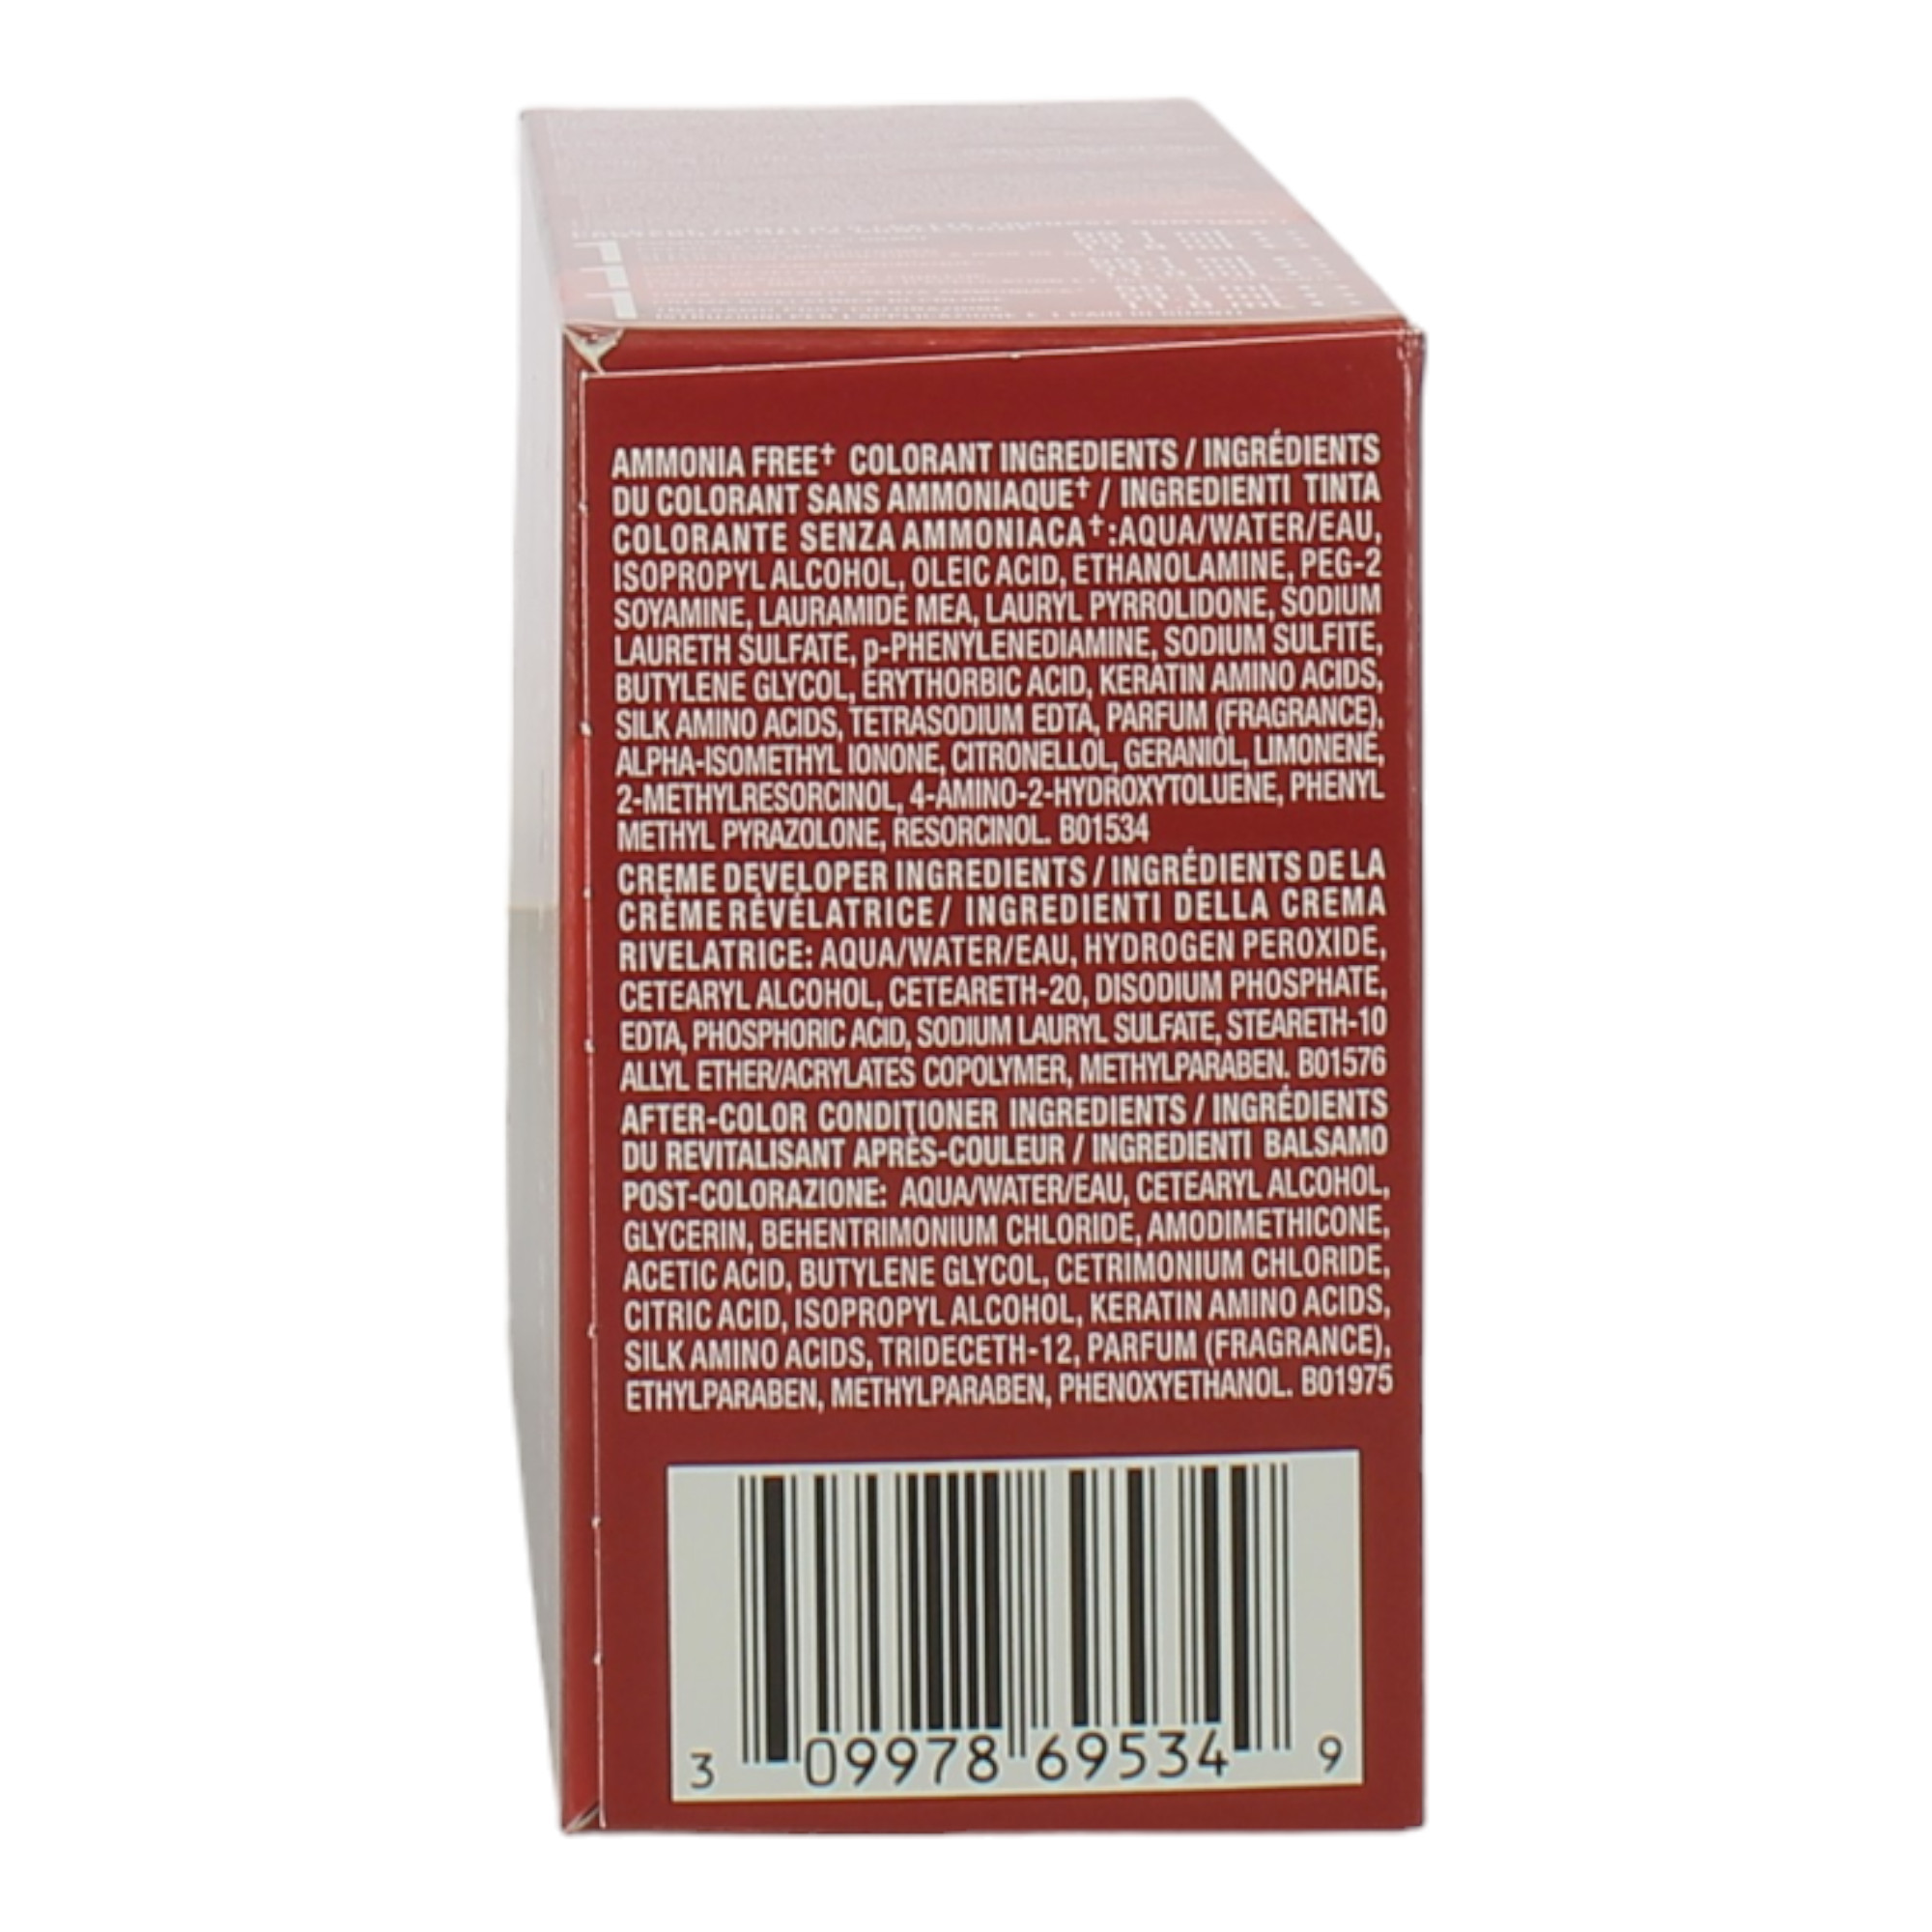 AMMONIA FREE† COLORANT INGREDIENTS / INGRÉDIENTS
DU COLORANT SANS AMMONIAQUE† / INGREDIENTI TINTA
COLORANTE SENZA AMMONIACA†:AQUA/WATER/EAU,
ISOPROPYL ALCOHOL, OLEIC ACID, ETHANOLAMINE, PEG-2
SOYAMINE, LAURAMIDE MEA, LAURYL PYRROLIDONE, SODIUM
LAURETH SULFATE, p-PHENYLENEDIAMINE, SODIUM SULFITE,
BUTYLENE GLYCOL, ERYTHORBIC ACID, KERATIN AMINO ACIDS,
SILK AMINO ACIDS, TETRASODIUM EDTA, PARFUM (FRAGRANCE),
ALPHA-ISOMETHYL IONONE, CITRONELLOL, GERANIOL, LIMONENE,
2-METHYLRESORCINOL, 4-AMINO-2-HYDROXYTOLUENE, PHENYL
METHYL PYRAZOLONE, RESORCINOL. B01534
CREME DEVELOPER INGREDIENTS / INGRÉDIENTS DE LA
CRÈME RÉVÉLATRICE / INGREDIENTI DELLA CREMA
RIVELATRICE: AQUA/WATER/EAU, HYDROGEN PEROXIDE,
CETEARYL ALCOHOL, CETEARETH-20, DISODIUM PHOSPHATE,
EDTA, PHOSPHORIC ACID, SODIUM LAURYL SULFATE, STEARETH-10
ALLYL ETHER/ACRYLATES COPOLYMER, METHYLPARABEN. B01576
AFTER-COLOR CONDITIONER INGREDIENTS / INGRÉDIENTS
DU REVITALISANT APRÈS-COULEUR / INGREDIENTI BALSAMO
POST-COLORAZIONE: AQUA/WATER/EAU, CETEARYL ALCOHOL,
GLYCERIN, BEHENTRIMONIUM CHLORIDE, AMODIMETHICONE,
ACETIC ACID, BUTYLENE GLYCOL, CETRIMONIUM CHLORIDE,
CITRIC ACID, ISOPROPYL ALCOHOL, KERATIN AMINO ACIDS,
SILK AMINO ACIDS, TRIDECETH-12, PARFUM (FRAGRANCE),
ETHYLPARABEN, METHYLPARABEN, PHENOXYETHANOL. B01975
3 09978 69534 9